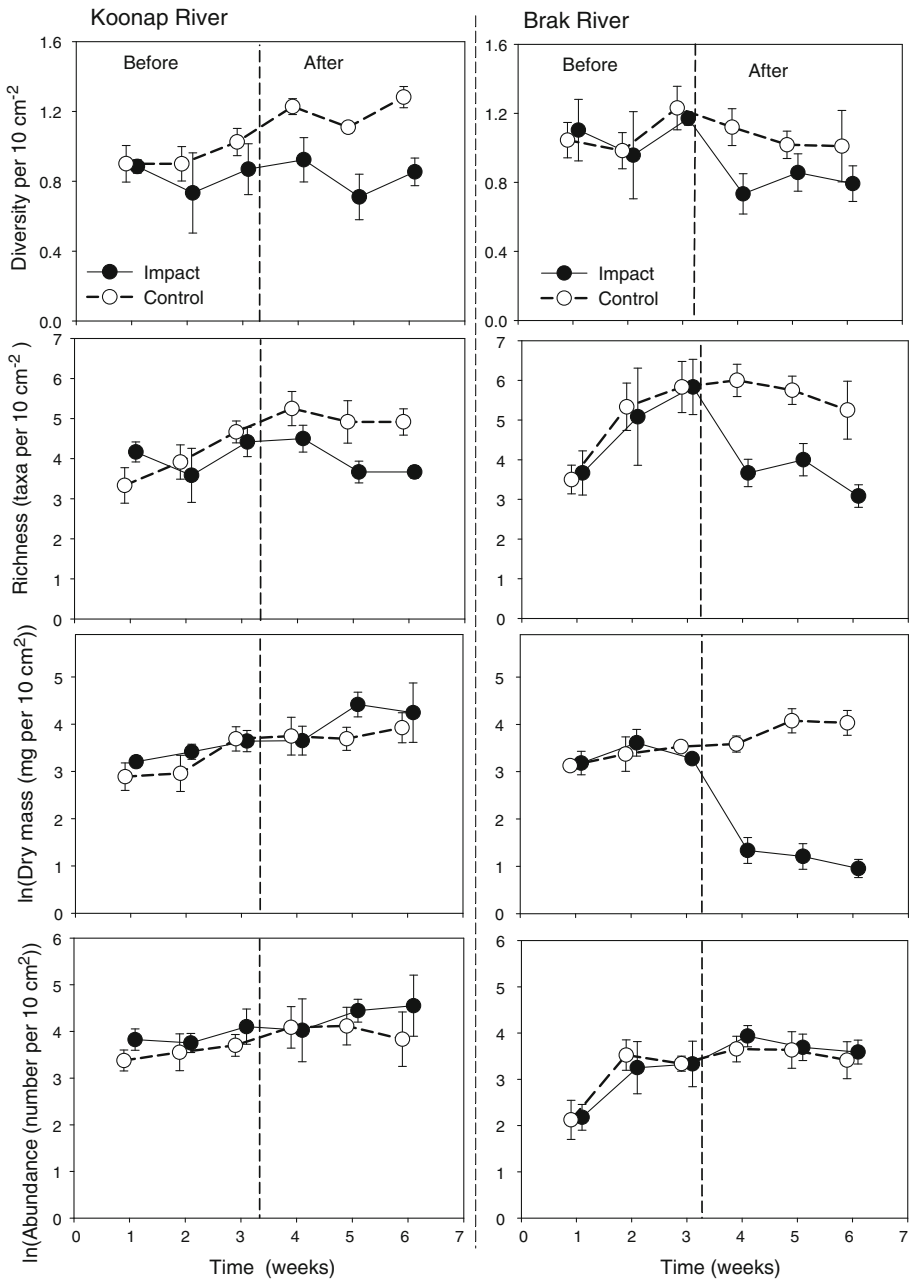 Koonap River
Brak River
Diversity per 10 cm-2
1.6
1.2
0.8
0.4
0.0
Before
After
Impact
Control
1.6
1.2
0.8
0.4
0.0
Before
After
Impact
Control
Richness (taxa per 10 cm-2 )
7
6
5
4
3
2
1
0
7
6
5
4
3
2
1
0
ln(Dry mass (mg per 10 cm2))
5
4
3
2
1
0
5
4
3
2
1
0
ln(Abundance (number per 10 cm2))
6
5
4
3
2
1
0
0 1 2 3 4 5 6 7
Time (weeks)
6
5
4
3
2
1
0
0 1 2 3 4 5 6 7
Time (weeks)